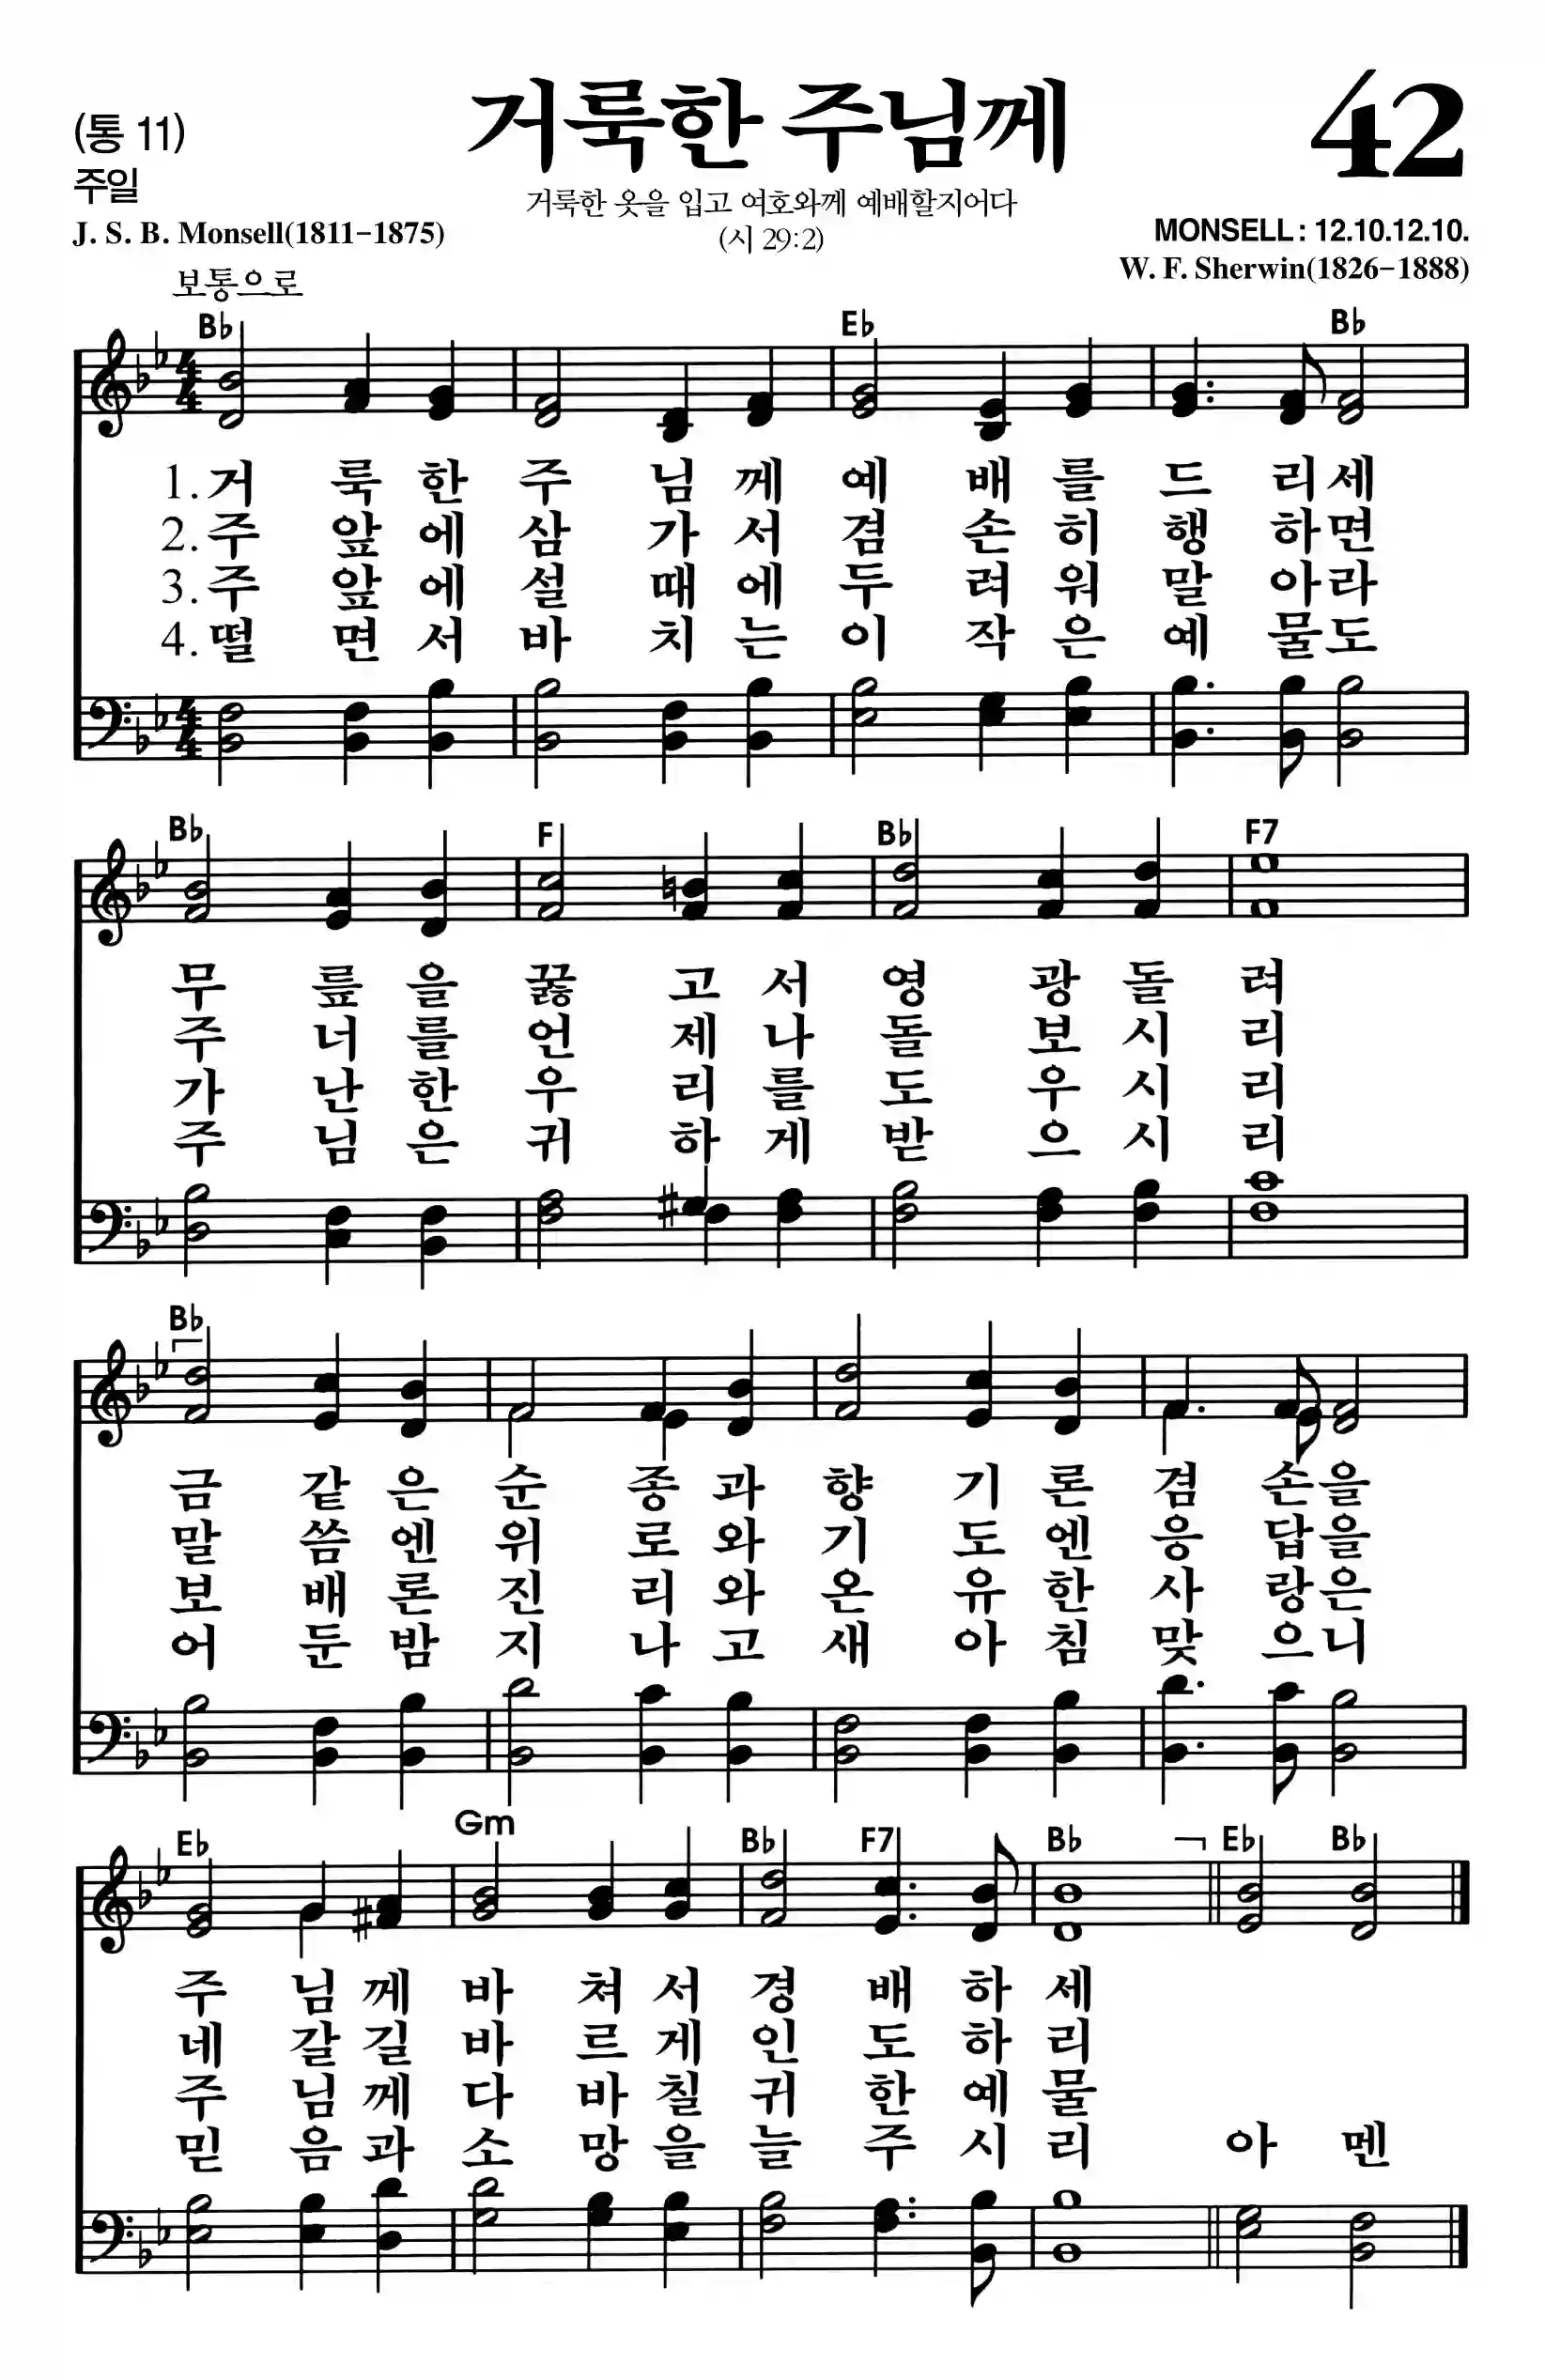 (통 11)
거룩한 주님께
42
주일
거룩한 옷을 입고 여호와께 예배할지어다
(시 29:2)
J. S. B. Monsell(1811-1875)
MONSELL : 12.10.12.10.
W. F. Sherwin(1826-1888)
보통으로
B♭ E♭ B♭
4/4
1.거 룩 한 주 님 께 예 배 를 드 리 세
2.주 앞 에 삼 가 서 겸 손 히 행 하 면
3.주 앞 에 설 때 에 두 려 워 말 아 라
4.떨 면 서 바 치 는 이 작 은 예 물 도
4/4
B♭ F B♭ F7
무 릎 을 꿇 고 서 영 광 돌 려
주 너 를 언 제 나 돌 보 시 리
가 난 한 우 리 를 도 우 시 리
주 님 은 귀 하 게 받 으 시 리
B♭
금 같 은 순 종 과 향 기 론 겸 손 을
말 씀 엔 위 로 와 기 도 엔 응 답 을
보 배 론 진 리 와 온 유 한 사 랑 은
어 둔 밤 지 나 고 새 아 침 맞 으 니
E♭ Gm B♭ F7 B♭ E♭ B♭
주 님 께 바 쳐 서 경 배 하 세
네 갈 길 바 르 게 인 도 하 리
주 님 께 다 바 칠 귀 한 예 물
믿 음 과 소 망 을 늘 주 시 리 아 멘